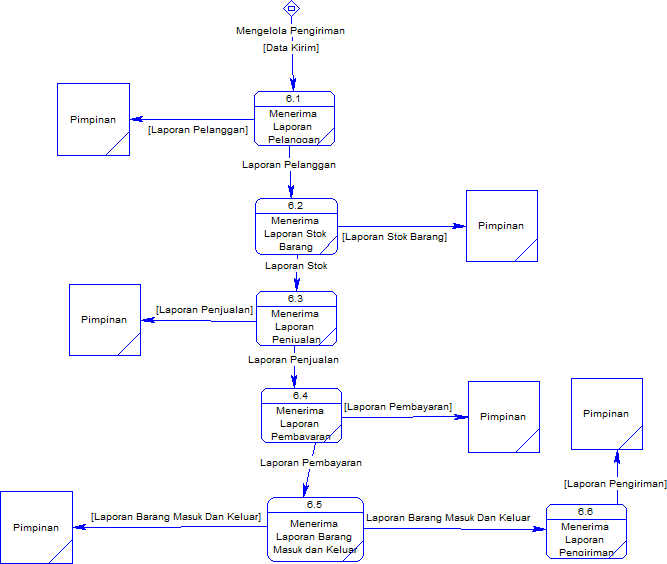 Mengelola Pengiriman
[Data Kirim]
6.1
Menerima
Laporan
Pelanggan
Pimpinan
[Laporan Pelanggan]
Laporan Pelanggan
6.2
Menerima
Laporan Stok
Barang
[Laporan Stok Barang]
Pimpinan
Laporan Stok
6.3
Menerima
Laporan
Penjualan
[Laporan Penjualan]
Pimpinan
Laporan Penjualan
6.4
Menerima
Laporan
Pembayaran
[Laporan Pembayaran]
Pimpinan
Pimpinan
Laporan Pembayaran
[Laporan Pengiriman]
6.5
Menerima
Laporan Barang
Masuk dan Keluar
[Laporan Barang Masuk Dan Keluar]
Pimpinan
Laporan Barang Masuk Dan Keluar
6.6
Menerima
Laporan
Pengiriman